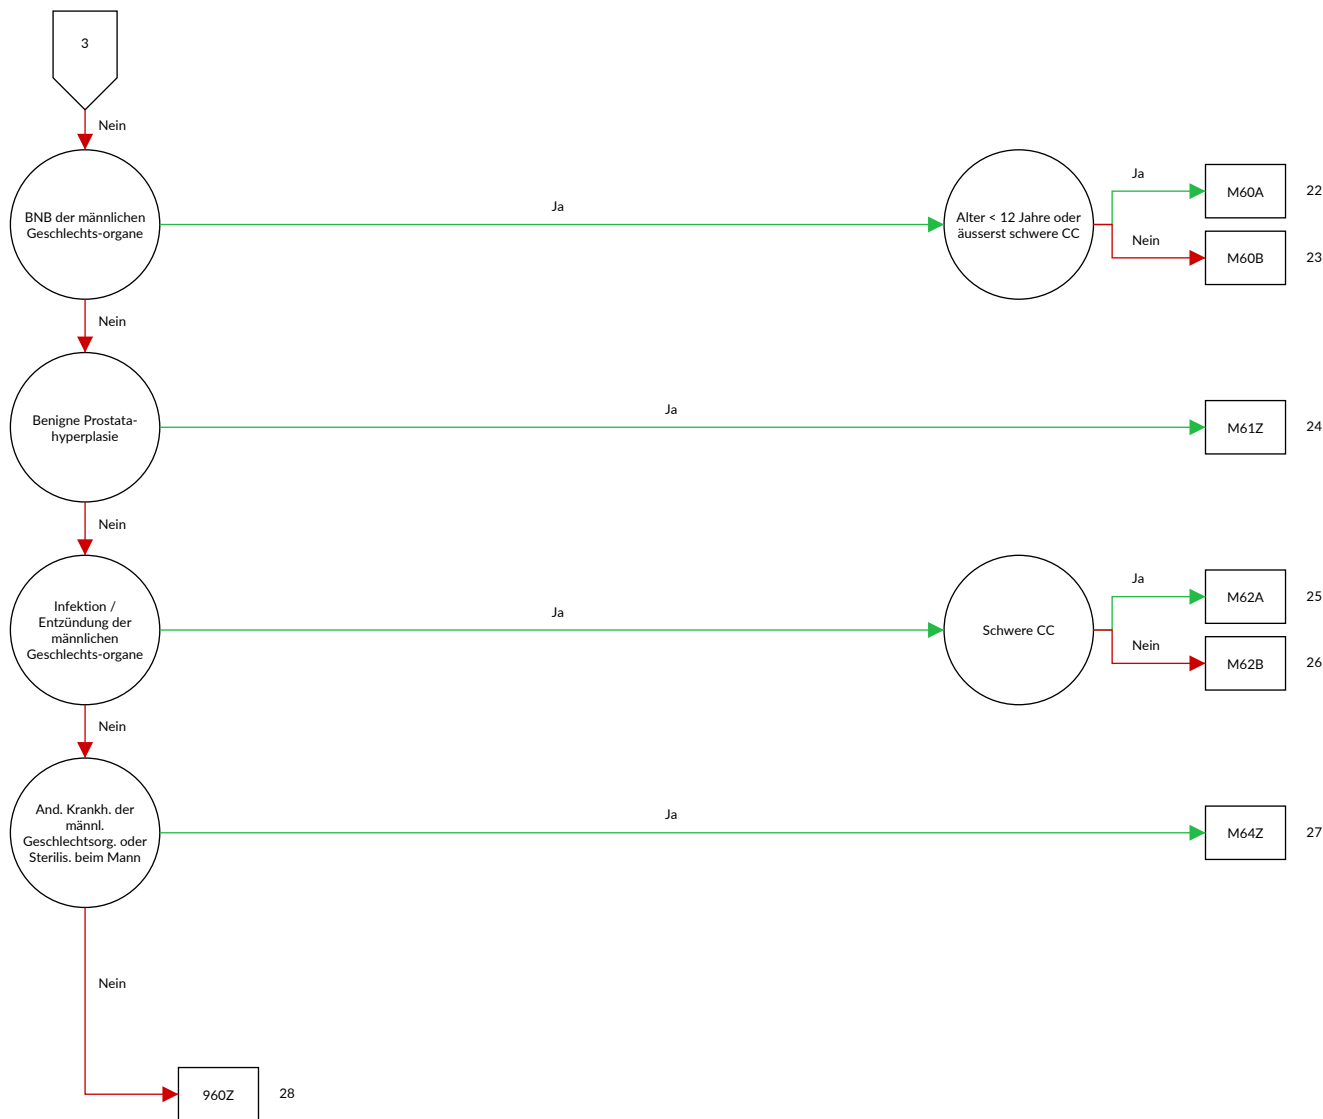 3
Nein
BNB der männlichen
Geschlechts-organe
Ja
Alter < 12 Jahre oder
äusserst schwere CC
Ja
M60A
22
Nein
M60B
23
Nein
Benigne Prostata-
hyperplasie
Ja
M61Z
24
Nein
Infektion /
Entzündung der
männlichen
Geschlechts-organe
Ja
Schwere CC
Ja
M62A
25
Nein
M62B
26
Nein
And. Krankh. der
männl.
Geschlechtsorg. oder
Sterilis. beim Mann
Ja
M64Z
27
Nein
960Z
28